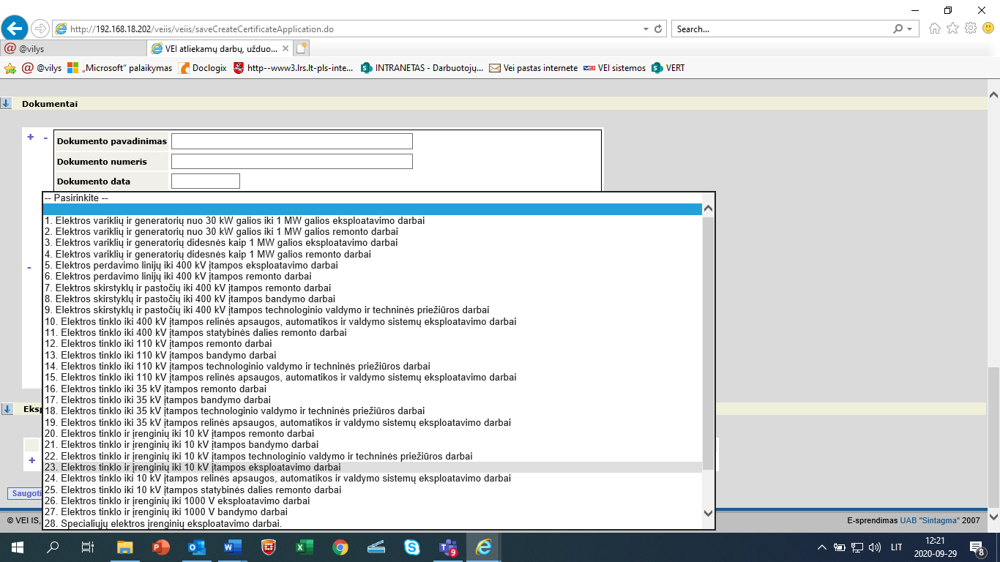 http://192.168.18.202/veiis/veiis/saveCreateCertificateApplication.do
Search...
@vilys
VEI atliekamų darbų, užduo...
@vilys
„Microsoft“ palaikymas
Doclogix
http--www3.lrs.lt-pls-inte...
INTRANETAS - Darbuotojų...
Vei pastas internete
VEI sistemos
VERT
Dokumentai
+ -
Dokumento pavadinimas
Dokumento numeris
Dokumento data
-- Pasirinkite --
1. Elektros variklių ir generatorių nuo 30 kW galios iki 1 MW galios eksploatavimo darbai
2. Elektros variklių ir generatorių nuo 30 kW galios iki 1 MW galios remonto darbai
3. Elektros variklių ir generatorių didesnės kaip 1 MW galios eksploatavimo darbai
4. Elektros variklių ir generatorių didesnės kaip 1 MW galios remonto darbai
5. Elektros perdavimo linijų iki 400 kV įtampos eksploatavimo darbai
-
6. Elektros perdavimo linijų iki 400 kV įtampos remonto darbai
7. Elektros skirstyklų ir pastočių iki 400 kV įtampos remonto darbai
8. Elektros skirstyklų ir pastočių iki 400 kV įtampos bandymo darbai
9. Elektros skirstyklų ir pastočių iki 400 kV įtampos technologinio valdymo ir techninės priežiūros darbai
10. Elektros tinklo iki 400 kV įtampos relinės apsaugos, automatikos ir valdymo sistemų eksploatavimo darbai
11. Elektros tinklo iki 400 kV įtampos statybinės dalies remonto darbai
12. Elektros tinklo iki 110 kV įtampos remonto darbai
13. Elektros tinklo iki 110 kV įtampos bandymo darbai
14. Elektros tinklo iki 110 kV įtampos technologinio valdymo ir techninės priežiūros darbai
15. Elektros tinklo iki 110 kV įtampos relinės apsaugos, automatikos ir valdymo sistemų eksploatavimo darbai
16. Elektros tinklo iki 35 kV įtampos remonto darbai
17. Elektros tinklo iki 35 kV įtampos bandymo darbai
18. Elektros tinklo iki 35 kV įtampos technologinio valdymo ir techninės priežiūros darbai
Eksp
19. Elektros tinklo iki 35 kV įtampos relinės apsaugos, automatikos ir valdymo sistemų eksploatavimo darbai
20. Elektros tinklo ir įrenginių iki 10 kV įtampos remonto darbai
21. Elektros tinklo ir įrenginių iki 10 kV įtampos bandymo darbai
22. Elektros tinklo ir įrenginių iki 10 kV įtampos technologinio valdymo ir techninės priežiūros darbai
+
23. Elektros tinklo ir įrenginių iki 10 kV įtampos eksploatavimo darbai
24. Elektros tinklo iki 10 kV įtampos relinės apsaugos, automatikos ir valdymo sistemų eksploatavimo darbai
25. Elektros tinklo iki 10 kV įtampos statybinės dalies remonto darbai
Saugoti
26. Elektros tinklo ir įrenginių iki 1000 V eksploatavimo darbai
27. Elektros tinklo ir įrenginių iki 1000 V bandymo darbai
28. Specialiųjų elektros įrenginių eksploatavimo darbai.
© VEI IS,
E-sprendimas UAB "Sintagma" 2007
9
LIT
12:21
2020-09-29
8